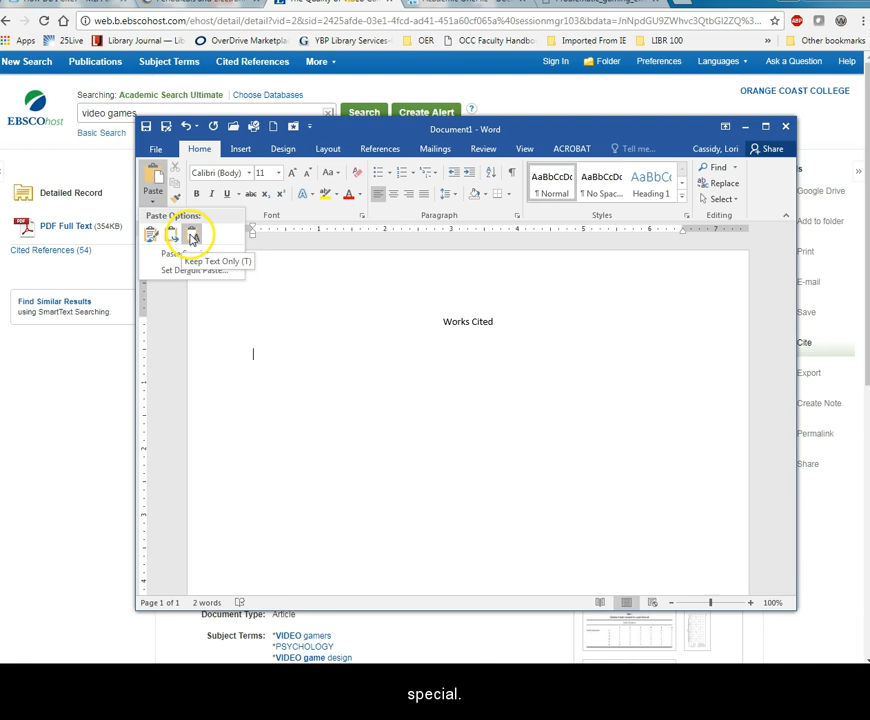 web.b.ebscohost.com/ehost/detail/detail?vid=2&sid=2425afde-03e1-4fcd-ad41-451a60cf065a%40sessionmgr103&bdata=JnNpdGU9ZWhvc3QtbGl2ZQ%3d...
Apps 25Live Library Journal — Lib OverDrive Marketplac YBP Library Services- OER OCC Faculty Handbo Imported From IE LIBR 100 » Other bookmarks
New Search Publications Subject Terms Cited References More Sign In Folder Preferences Languages Ask a Question Help
EBSCOhost
Searching: Academic Search Ultimate Choose Databases
video games
Search Create Alert
Basic Search
ORANGE COAST COLLEGE
Document1 - Word
File Home Insert Design Layout References Mailings Review View ACROBAT Tell me... Cassidy, Lori Share
Paste
Calibri (Body) 11
AaBbCcDc AaBbCcDc AaBbCc
¶ Normal ¶ No Spac... Heading 1
Find
Replace
Select
Font Paragraph Styles Editing
Paste Options:
Keep Text Only (T)
Detailed Record
PDF Full Text (354KB)
Cited References (54)
Find Similar Results
using SmartText Searching.
Works Cited
Google Drive
Add to folder
Print
E-mail
Save
Cite
Export
Create Note
Permalink
Share
Page 1 of 1 2 words 100%
Document Type: Article
Subject Terms: *VIDEO gamers
*PSYCHOLOGY
*VIDEO game design
special.